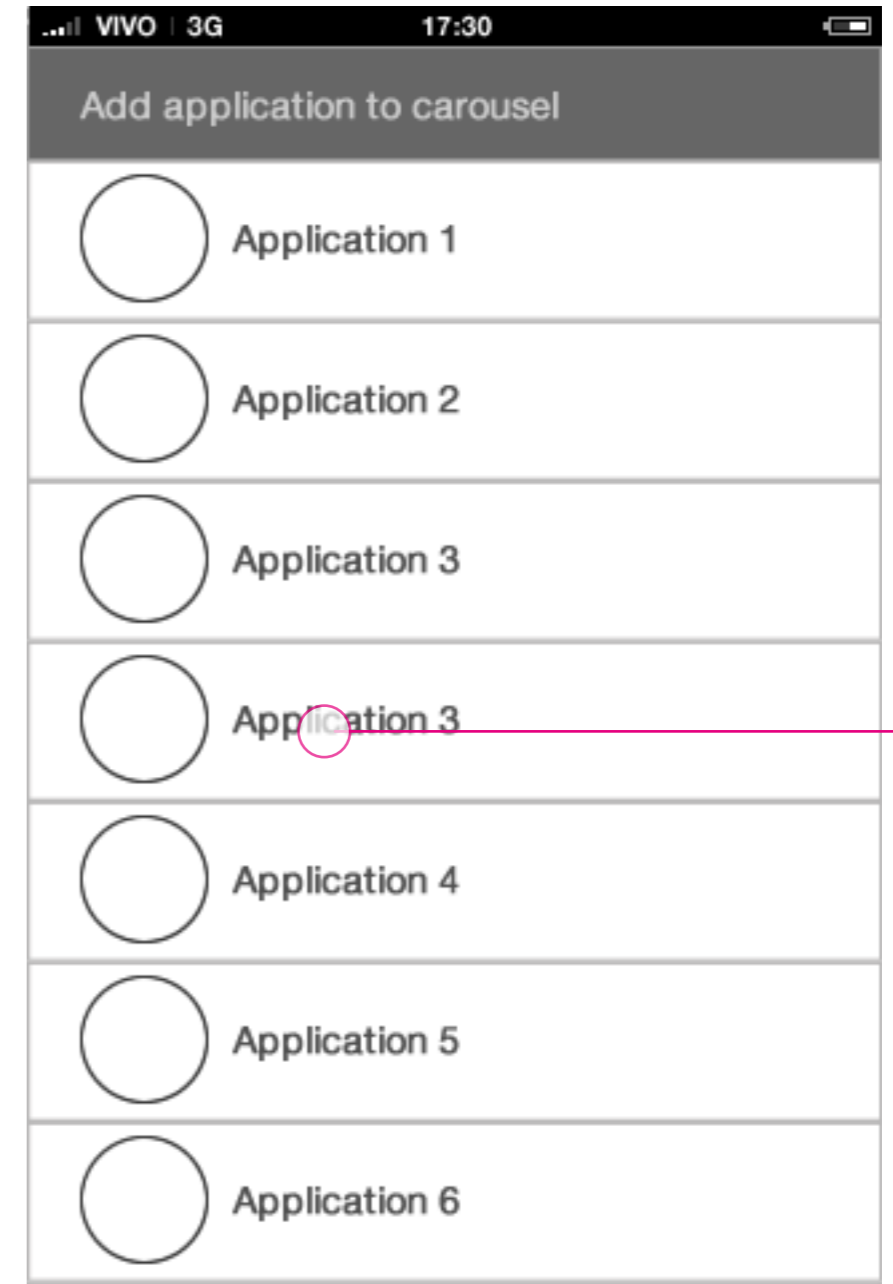 VIVO 3G 17:30
Add application to carousel
Application 1
Application 2
Application 3
Application 3
Application 4
Application 5
Application 6